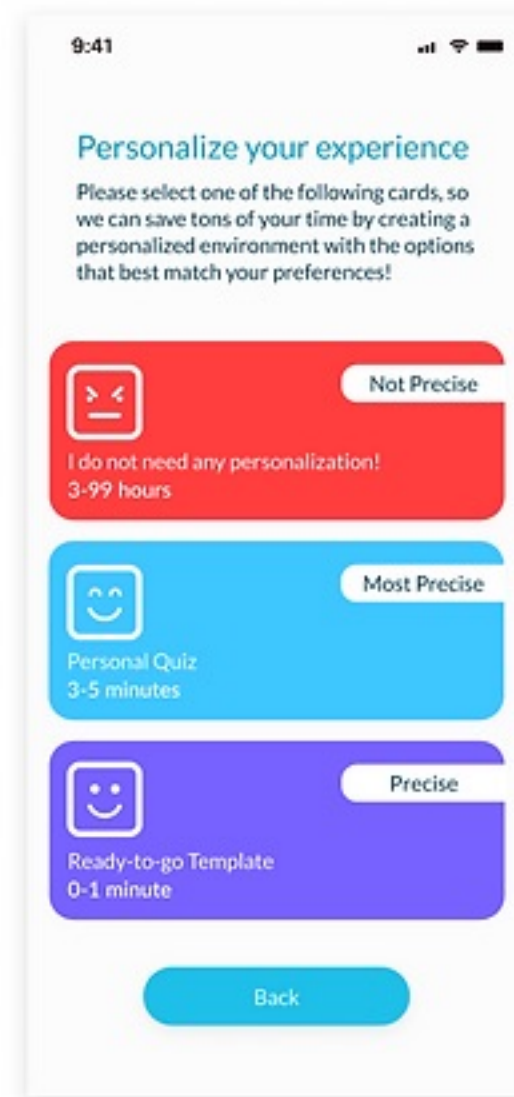 9:41
Personalize your experience
Please select one of the following cards, so
we can save tons of your time by creating a
personalized environment with the options
that best match your preferences!
Not Precise
I do not need any personalization!
3-99 hours
Most Precise
Personal Quiz
3-5 minutes
Precise
Ready-to-go Template
0-1 minute
Back